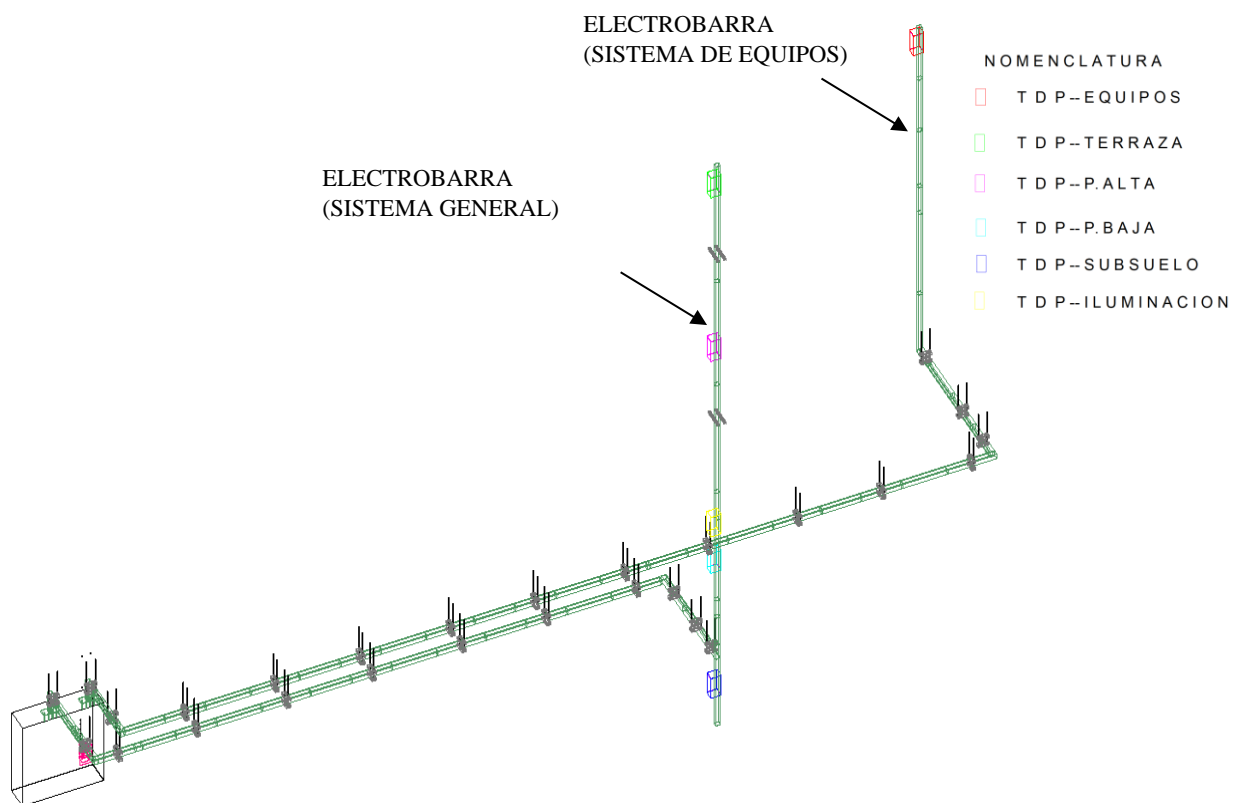 ELECTROBARRA
(SISTEMA DE EQUIPOS)
NOMENCLATURA
TDP--EQUIPOS
TDP--TERRAZA
ELECTROBARRA
(SISTEMA GENERAL)
TDP--P.ALTA
TDP--P.BAJA
TDP--SUBSUELO
TDP--ILUMINACION